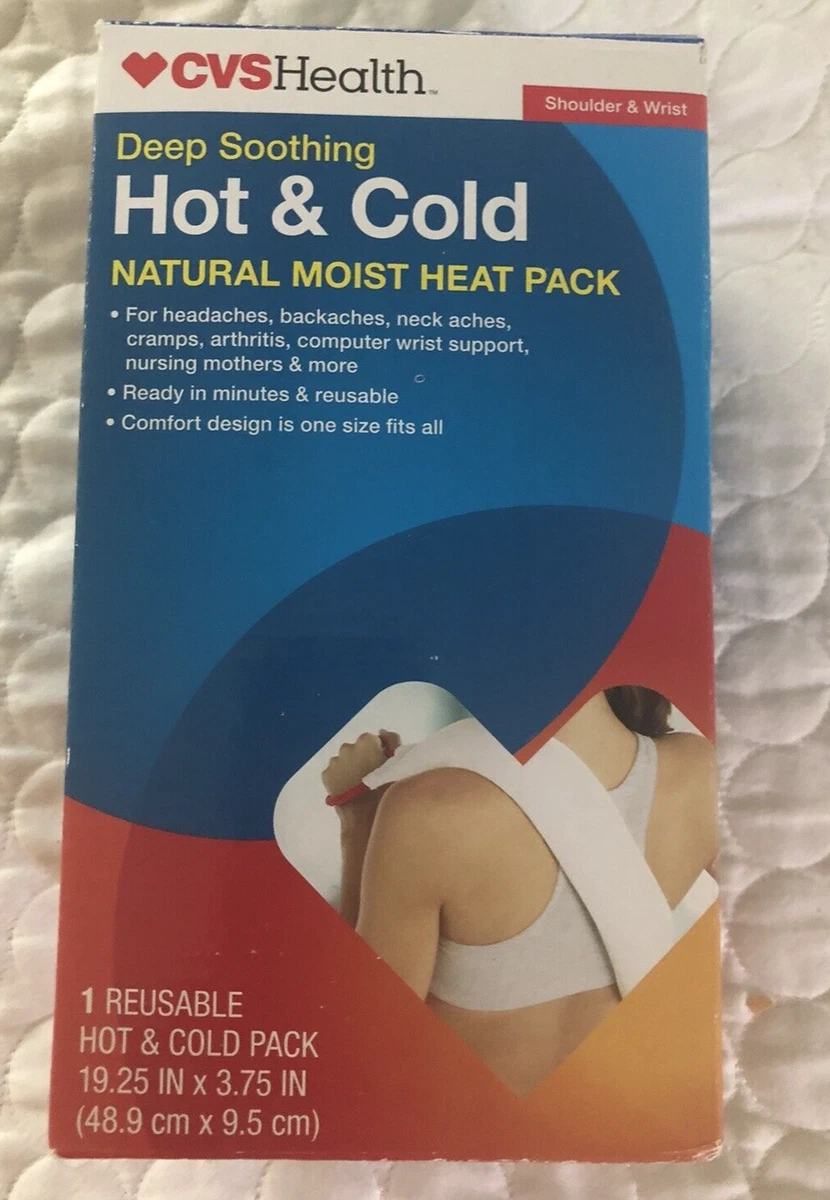 CVSHealth™
Shoulder & Wrist
Deep Soothing
Hot & Cold
NATURAL MOIST HEAT PACK
• For headaches, backaches, neck aches,
cramps, arthritis, computer wrist support,
nursing mothers & more
• Ready in minutes & reusable
• Comfort design is one size fits all
1 REUSABLE
HOT & COLD PACK
19.25 IN x 3.75 IN
(48.9 cm x 9.5 cm)